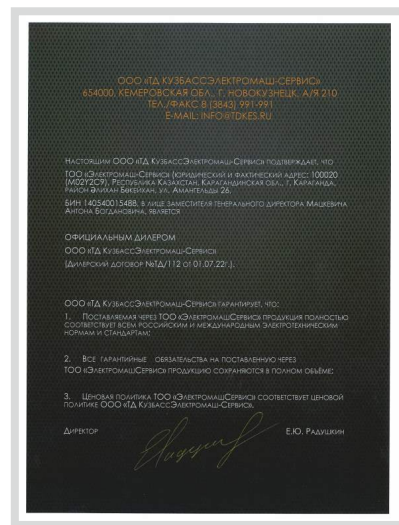 ООО «ТД КУЗБАССЭЛЕКТРОМАШ-СЕРВИС»
654000, КЕМЕРОВСКАЯ ОБЛ., Г. НОВОКУЗНЕЦК, А/Я 210
ТЕЛ./ФАКС 8 (3843) 991-991
E-MAIL: INFO@TDKES.RU
НАСТОЯЩИМ ООО «ТД КУЗБАССЭЛЕКТРОМАШ-СЕРВИС» ПОДТВЕРЖДАЕТ, ЧТО
ТОО «ЭЛЕКТРОМАШ-СЕРВИС» (ЮРИДИЧЕСКИЙ И ФАКТИЧЕСКИЙ АДРЕС: 100020
(M02Y2C9), РЕСПУБЛИКА КАЗАХСТАН, КАРАГАНДИНСКАЯ ОБЛ., Г. КАРАГАНДА,
РАЙОН ӘЛИХАН БӨКЕЙХАН, УЛ. АМАНГЕЛЬДЫ 26.
БИН 140540015488, В ЛИЦЕ ЗАМЕСТИТЕЛЯ ГЕНЕРАЛЬНОГО ДИРЕКТОРА МАЦКЕВИЧА
АНТОНА БОГДАНОВИЧА, ЯВЛЯЕТСЯ
ОФИЦИАЛЬНЫМ ДИЛЕРОМ
ООО «ТД КУЗБАССЭЛЕКТРОМАШ-СЕРВИС»
(ДИЛЕРСКИЙ ДОГОВОР №ТД/112 ОТ 01.07.22Г.).
ООО «ТД КУЗБАССЭЛЕКТРОМАШ-СЕРВИС» ГАРАНТИРУЕТ, ЧТО:
1. ПОСТАВЛЯЕМАЯ ЧЕРЕЗ ТОО «ЭЛЕКТРОМАШСЕРВИС» ПРОДУКЦИЯ ПОЛНОСТЬЮ
СООТВЕТСТВУЕТ ВСЕМ РОССИЙСКИМ И МЕЖДУНАРОДНЫМ ЭЛЕКТРОТЕХНИЧЕСКИМ
НОРМАМ И СТАНДАРТАМ;
2. ВСЕ ГАРАНТИЙНЫЕ ОБЯЗАТЕЛЬСТВА НА ПОСТАВЛЕННУЮ ЧЕРЕЗ
ТОО «ЭЛЕКТРОМАШСЕРВИС» ПРОДУКЦИЮ СОХРАНЯЮТСЯ В ПОЛНОМ ОБЪЁМЕ;
3. ЦЕНОВАЯ ПОЛИТИКА ТОО «ЭЛЕКТРОМАШСЕРВИС» СООТВЕТСТВУЕТ ЦЕНОВОЙ
ПОЛИТИКЕ ООО «ТД КУЗБАССЭЛЕКТРОМАШ-СЕРВИС».
ДИРЕКТОР Е.Ю. РАДУШКИН